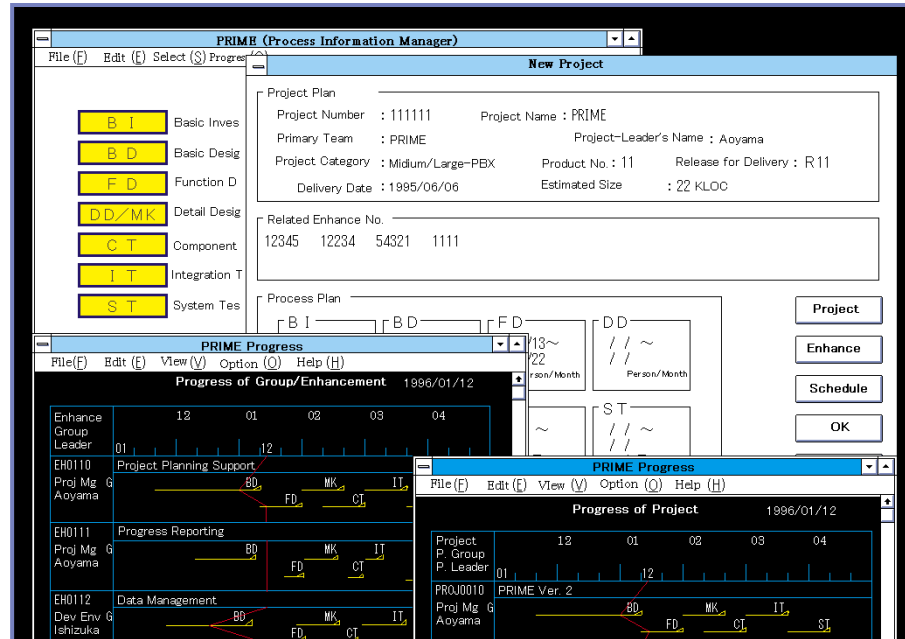 PRIME (Process Information Manager)
File (F) Edit (E) Select (S) Progres
New Project
B I Basic Inves
B D Basic Desig
F D Function D
DD/MK Detail Desig
C T Component
I T Integration T
S T System Tes
Project Plan
Project Number : 111111 Project Name : PRIME
Primary Team : PRIME Project-Leader's Name : Aoyama
Project Category : Midium/Large-PBX Product No. : 11 Release for Delivery : R11
Delivery Date : 1995/06/06 Estimated Size : 22 KLOC
Related Enhance No.
12345 12234 54321 1111
Process Plan
B I B D F D D D
/13~ / / ~
/22 / /
rson/Month Person/Month
S T
~ / / ~
/ /
Project
Enhance
Schedule
OK
PRIME Progress
File(F) Edit (E) View (V) Option (O) Help (H)
Progress of Group/Enhancement 1996/01/12
Enhance
Group
Leader
12 01 02 03 04
01 12
EH0110 Project Planning Support
Proj Mg G BD MK IT
Aoyama FD CT
EH0111 Progress Reporting
Proj Mg G BD MK IT
Aoyama FD CT
EH0112 Data Management
Dev Env G BD MK IT
Ishizuka FD CT
PRIME Progress
File(F) Edit(E) View (V) Option (O) Help (H)
Progress of Project 1996/01/12
Project
P. Group
P. Leader
12 01 02 03 04
01 12
PROJ0010 PRIME Ver. 2
Proj Mg G BD MK IT
Aoyama FD CT ST